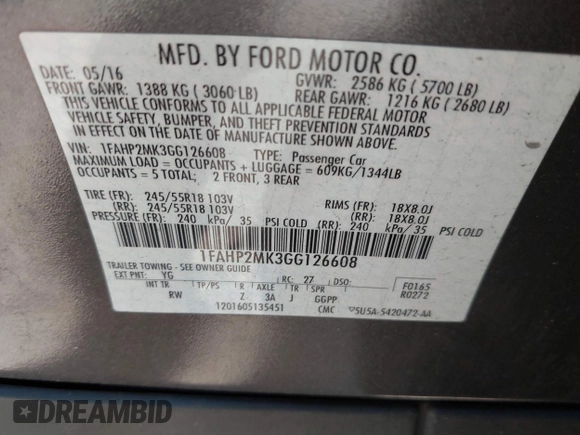 MFD. BY FORD MOTOR CO.
DATE: 05/16 GVWR: 2586 KG ( 5700 LB)
FRONT GAWR: 1388 KG ( 3060 LB) REAR GAWR: 1216 KG ( 2680 LB)
THIS VEHICLE CONFORMS TO ALL APPLICABLE FEDERAL MOTOR
VEHICLE SAFETY, BUMPER, AND THEFT PREVENTION STANDARDS
IN EFFECT ON THE DATE OF MANUFACTURE SHOWN ABOVE.
VIN: 1FAHP2MK3GG126608 TYPE: Passenger Car
MAXIMUM LOAD = OCCUPANTS + LUGGAGE = 609KG/1344LB
OCCUPANTS = 5 TOTAL; 2 FRONT, 3 REAR
TIRE (FR): 245/55R18 103V RIMS (FR): 18X8.0J
(RR): 245/55R18 103V (RR): 18X8.0J
PRESSURE (FR): 240 kPa/ 35 PSI COLD (RR): 240 kPa/ 35 PSI COLD
1FAHP2MK3GG126608
TRAILER TOWING - SEE OWNER GUIDE
EXT PNT: YG RC: 27 F0165
INT TR TP/PS R AXLE TR SPR R0272
RW Z 3A J GGPP
1201605135451 CMC 5U5A-5420472-AA
DREAMBID